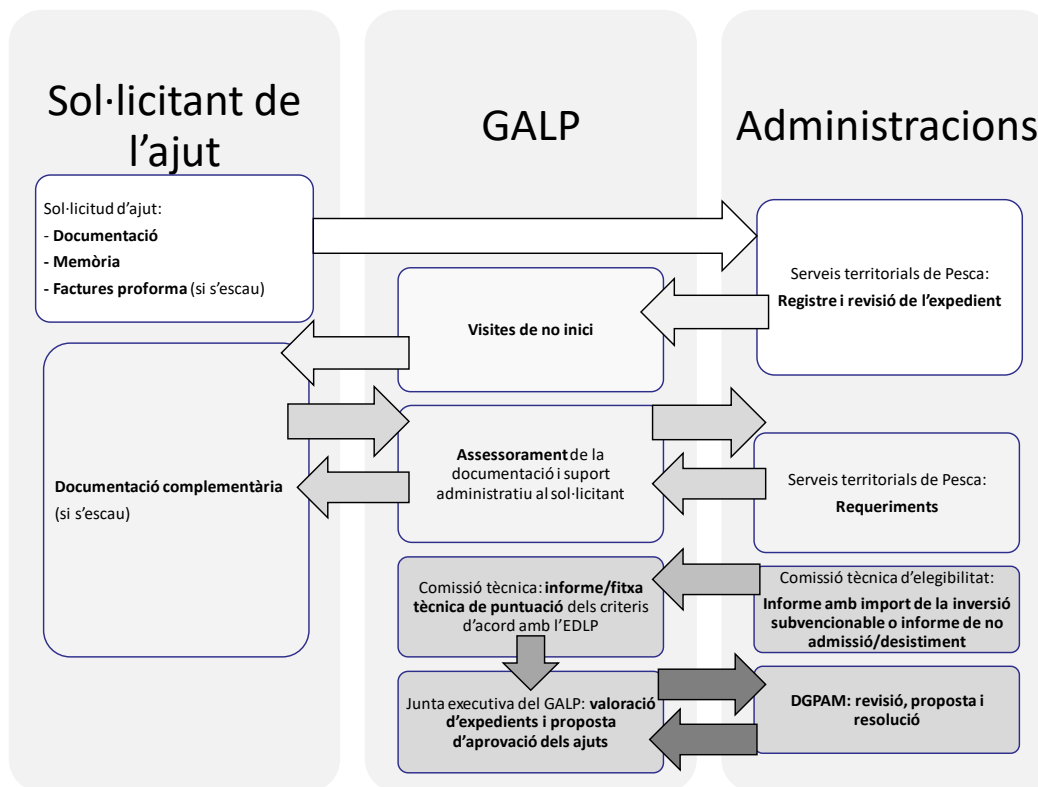 Sol·licitant de
l'ajut
GALP
Administracions
Sol·licitud d'ajut:
- Documentació
- Memòria
- Factures proforma (si s'escau)
Serveis territorials de Pesca:
Registre i revisió de l'expedient
Visites de no inici
Documentació complementària
(si s'escau)
Assessorament de la
documentació i suport
administratiu al sol·licitant
Serveis territorials de Pesca:
Requeriments
Comissió tècnica: informe/fitxa
tècnica de puntuació dels criteris
d'acord amb l'EDLP
Comissió tècnica d'elegibilitat:
Informe amb import de la inversió
subvencionable o informe de no
admissió/desistiment
Junta executiva del GALP: valoració
d'expedients i proposta
d'aprovació dels ajuts
DGPAM: revisió, proposta i
resolució